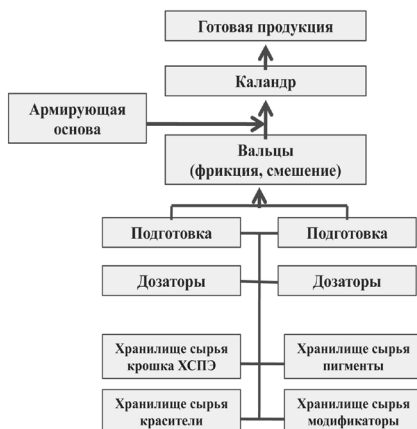 Готовая продукция
Каландр
Армирующая
основа
Вальцы
(фрикция, смешение)
Подготовка
Подготовка
Дозаторы
Дозаторы
Хранилище сырья
крошка ХСПЭ
Хранилище сырья
пигменты
Хранилище сырья
красители
Хранилище сырья
модификаторы